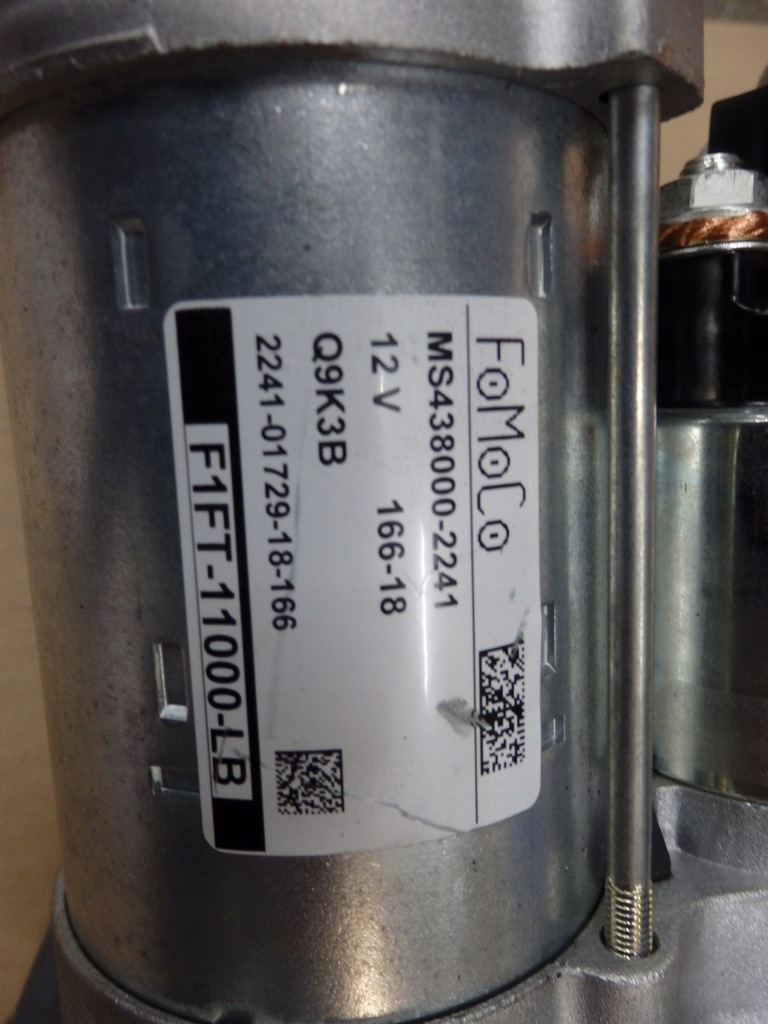 FoMoCo
MS438000-2241
12 V 166-18
Q9K3B
2241-01729-18-166
F1FT-11000-LB